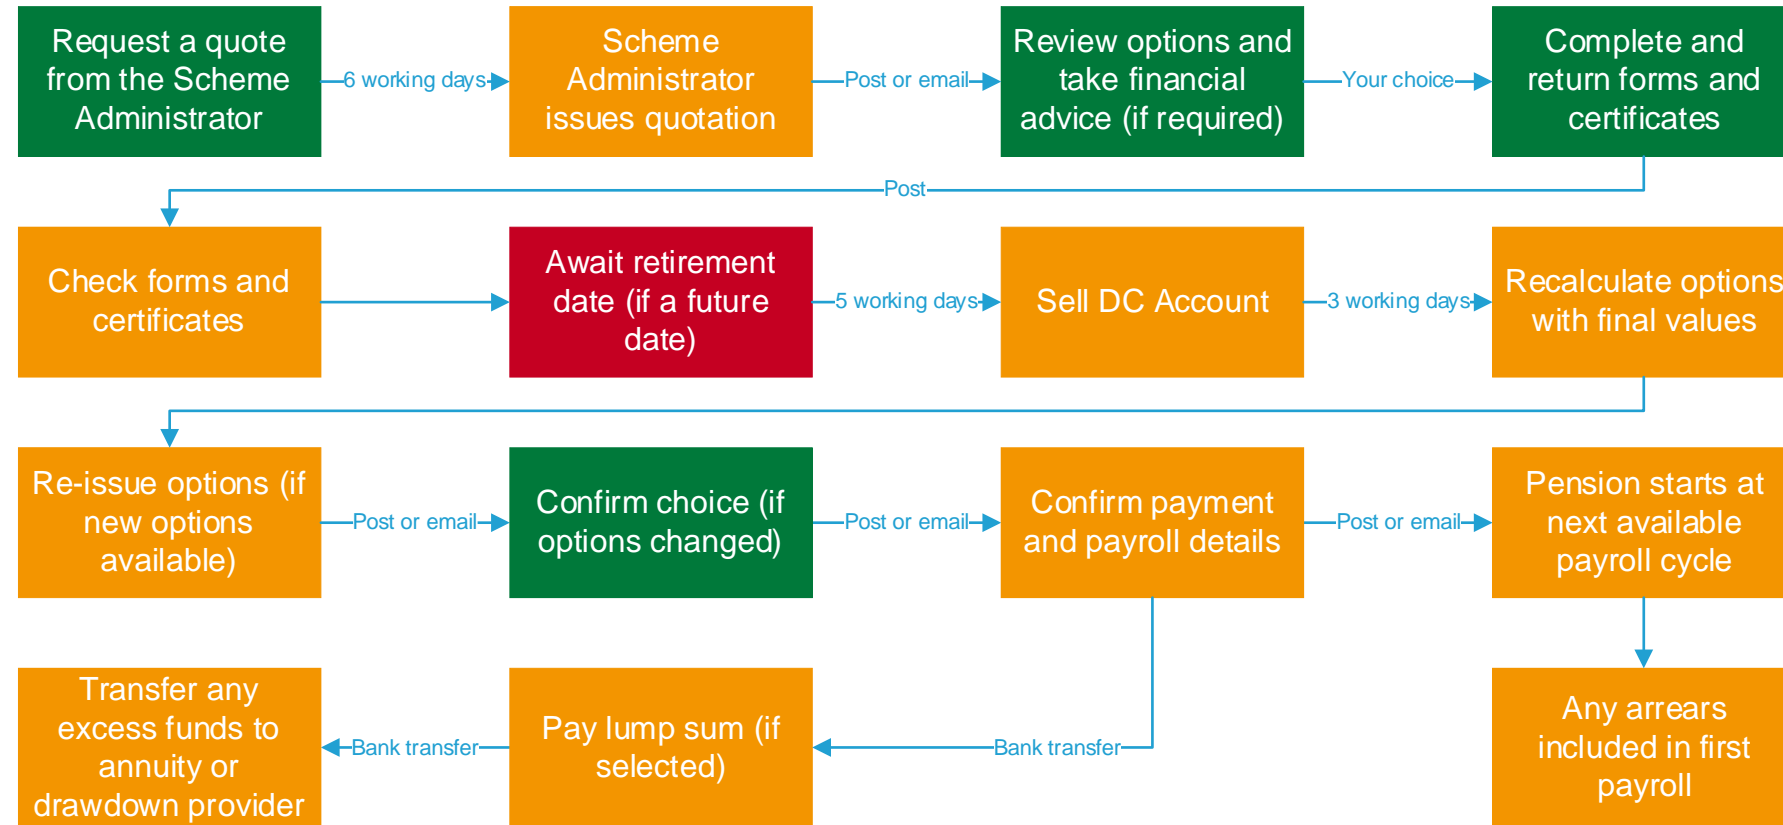 Request a quote
from the Scheme
Administrator
6 working days
Scheme
Administrator
issues quotation
Post or email
Review options and
take financial
advice (if required)
Your choice
Complete and
return forms and
certificates
Post
Check forms and
certificates
Await retirement
date (if a future
date)
5 working days
Sell DC Account
3 working days
Recalculate options
with final values
Re-issue options (if
new options
available)
Post or email
Confirm choice (if
options changed)
Post or email
Confirm payment
and payroll details
Post or email
Pension starts at
next available
payroll cycle
Transfer any
excess funds to
annuity or
drawdown provider
Bank transfer
Pay lump sum (if
selected)
Bank transfer
Any arrears
included in first
payroll